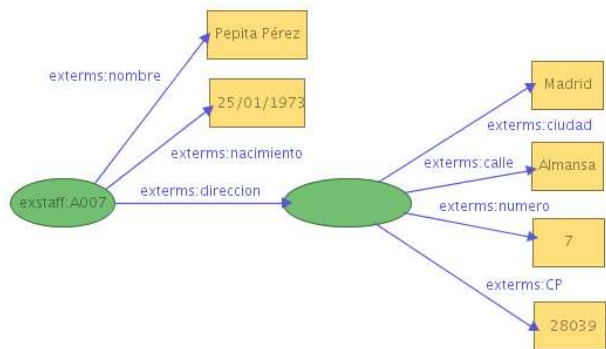 Pepita Pérez
exterms:nombre
25/01/1973
exterms:nacimiento
exstaff:A007
exterms:direccion
Madrid
exterms:ciudad
exterms:calle
Almansa
exterms:numero
7
exterms:CP
28039